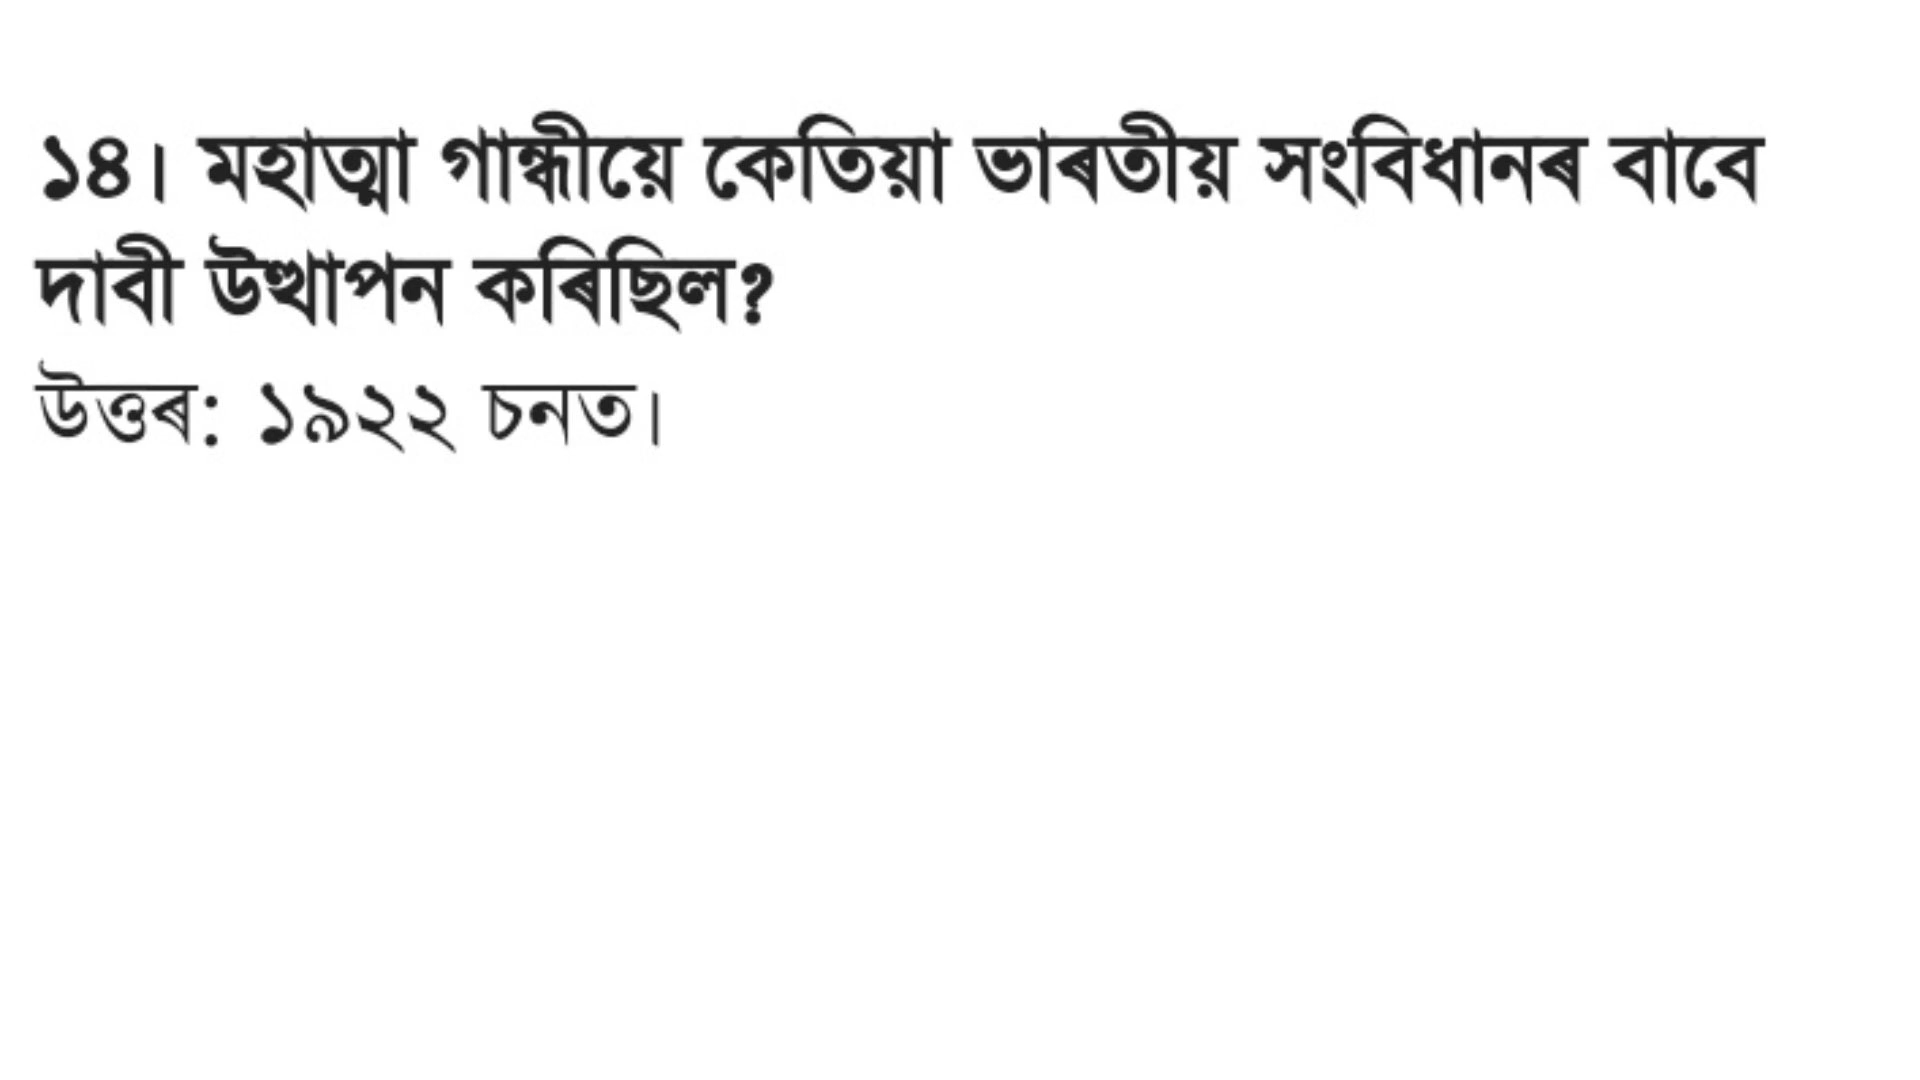 ১৪। মহাত্মা গান্ধীয়ে কেতিয়া ভাৰতীয় সংবিধানৰ বাবে
দাবী উত্থাপন কৰিছিল?
উত্তৰ: ১৯২২ চনত।